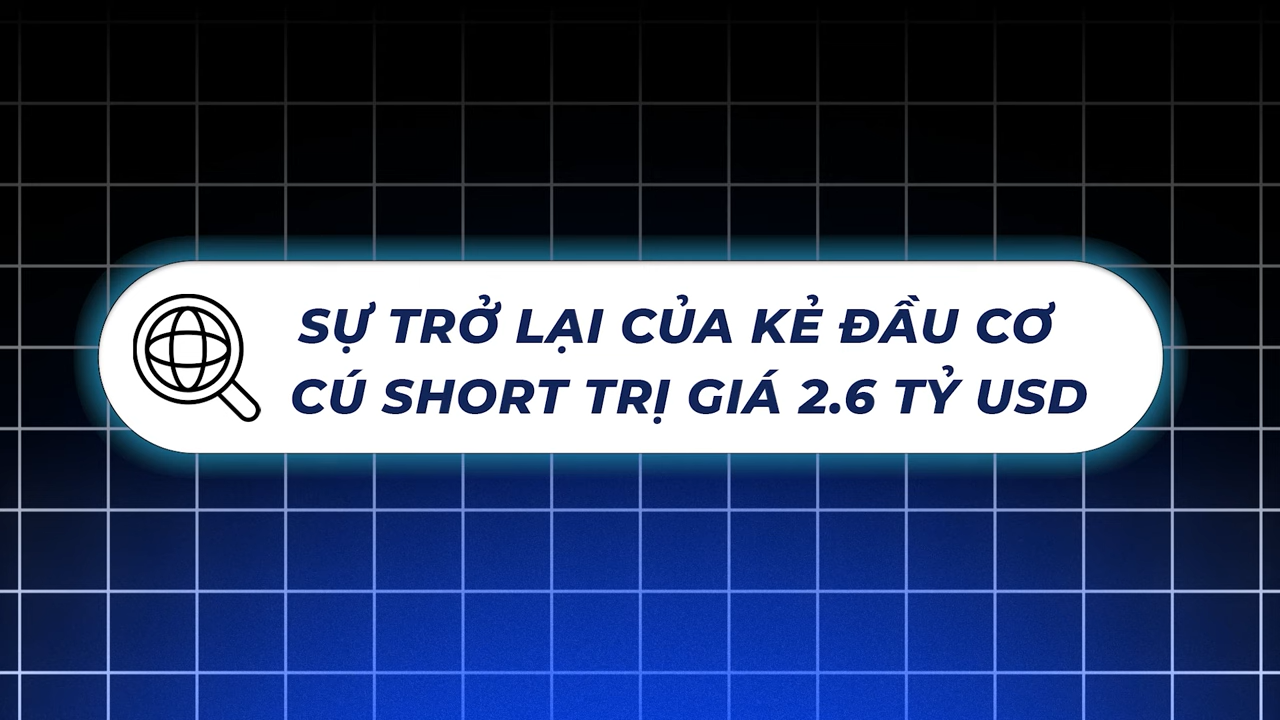 SỰ TRỞ LẠI CỦA KẺ ĐẦU CƠ
CÚ SHORT TRỊ GIÁ 2.6 TỶ USD